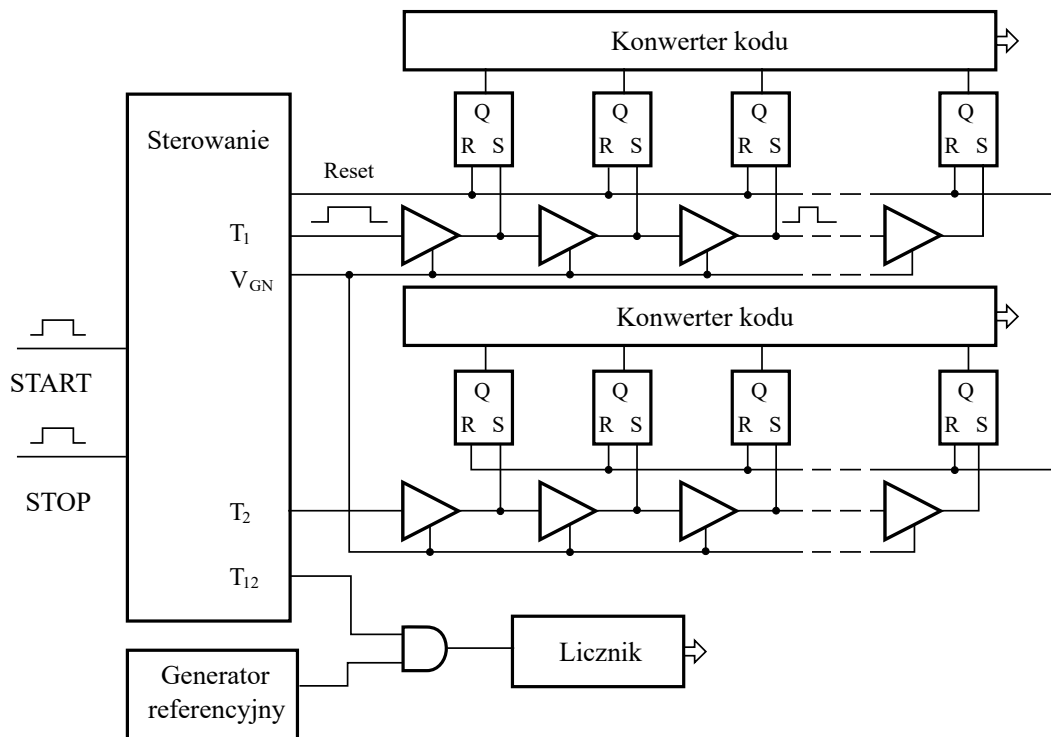 Konwerter kodu
Q Q Q Q
Sterowanie
R S R S R S R S
Reset
T1
VGN
Konwerter kodu
START
Q Q Q Q
R S R S R S R S
STOP
T2
T12
Licznik
Generator
referencyjny